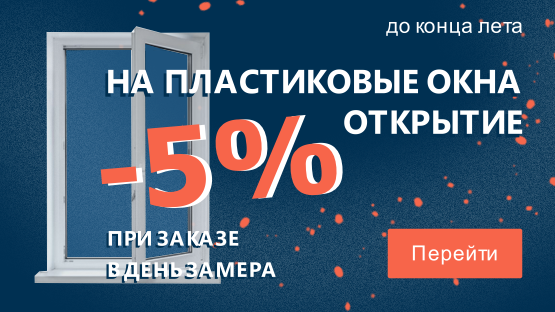 до конца лета
НА ПЛАСТИКОВЫЕ ОКНА
ОТКРЫТИЕ
-5%
ПРИ ЗАКАЗЕ
В ДЕНЬ ЗАМЕРА
Перейти